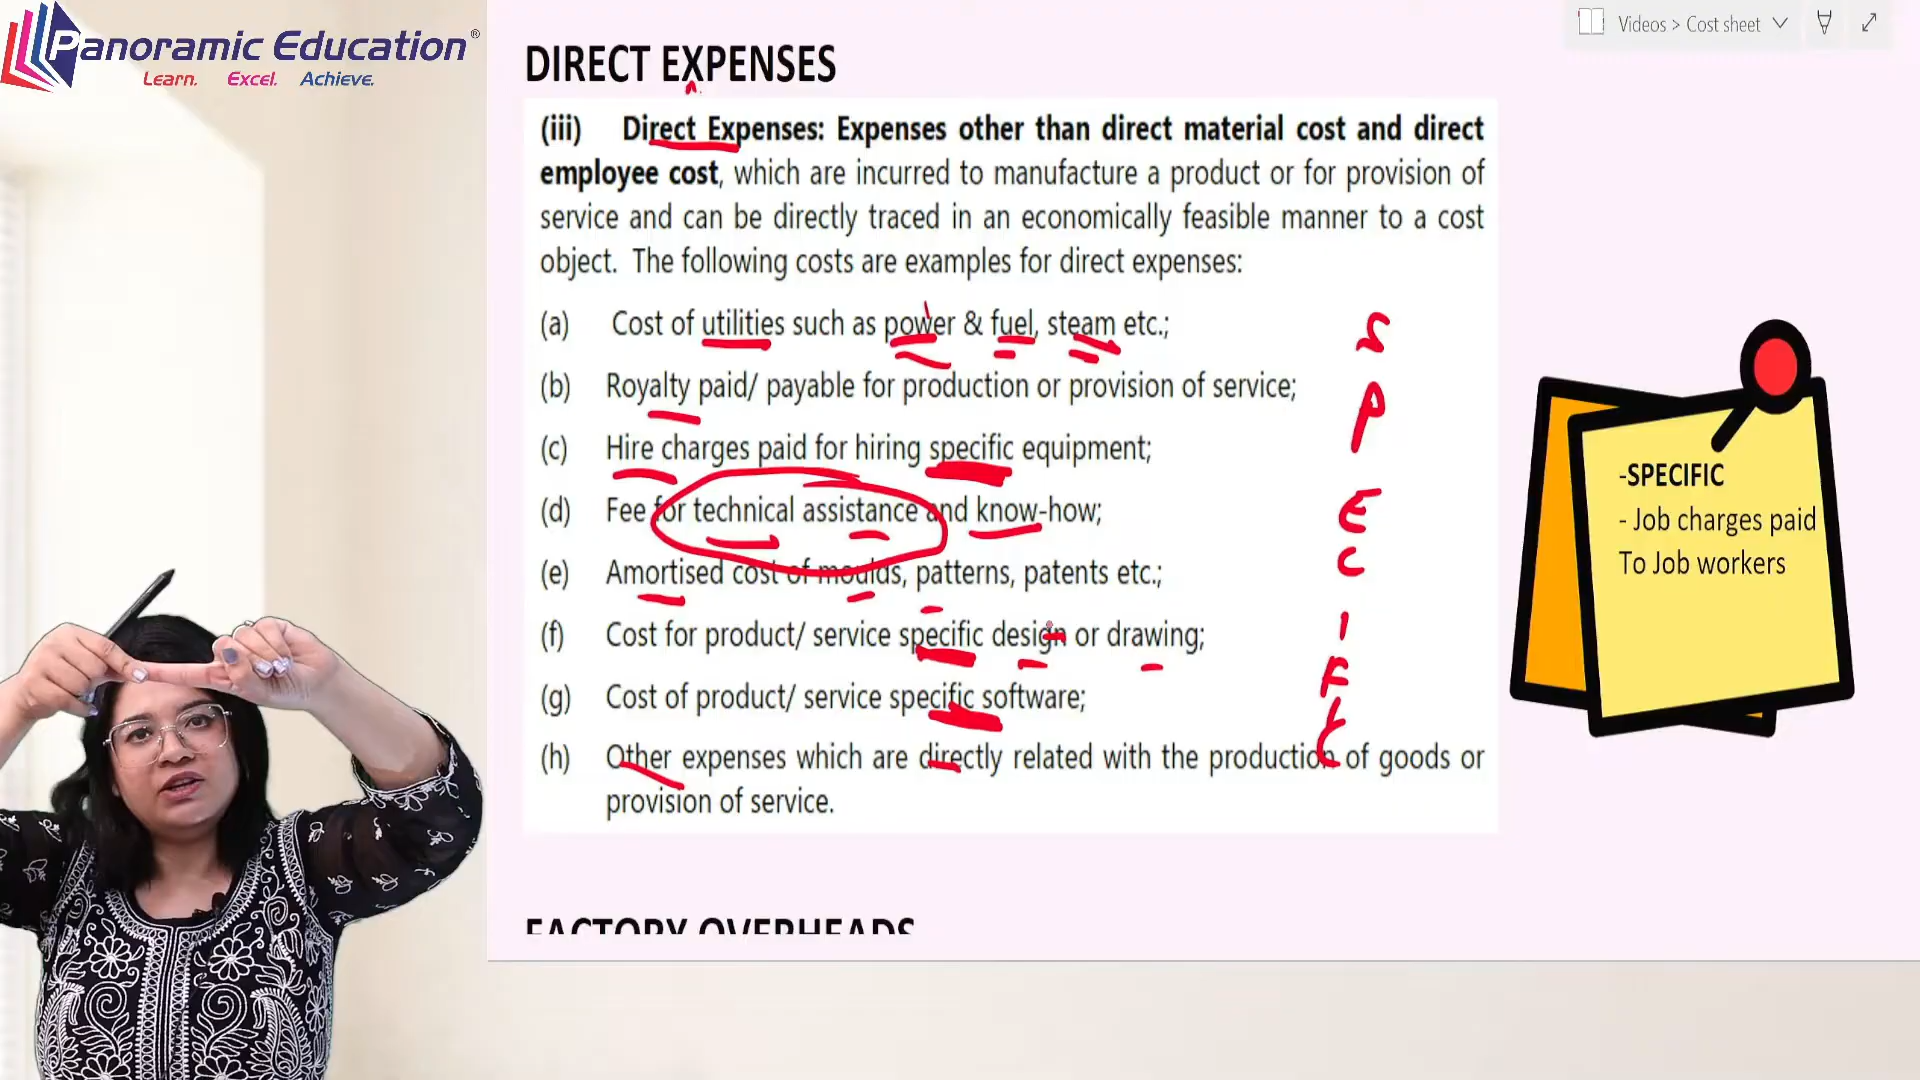 Panoramic Education®
Learn. Excel. Achieve.
Videos > Cost sheet
DIRECT EXPENSES
(iii) Direct Expenses: Expenses other than direct material cost and direct
employee cost, which are incurred to manufacture a product or for provision of
service and can be directly traced in an economically feasible manner to a cost
object. The following costs are examples for direct expenses:
(a) Cost of utilities such as power & fuel, steam etc.;
(b) Royalty paid/ payable for production or provision of service;
(c) Hire charges paid for hiring specific equipment;
(d) Fee for technical assistance and know-how;
(e) Amortised cost of moulds, patterns, patents etc.;
(f) Cost for product/ service specific design or drawing;
(g) Cost of product/ service specific software;
(h) Other expenses which are directly related with the production of goods or
provision of service.
S
P
E
C
I
F
I
C
-SPECIFIC
- Job charges paid
To Job workers
FACTORY OVERHEADS